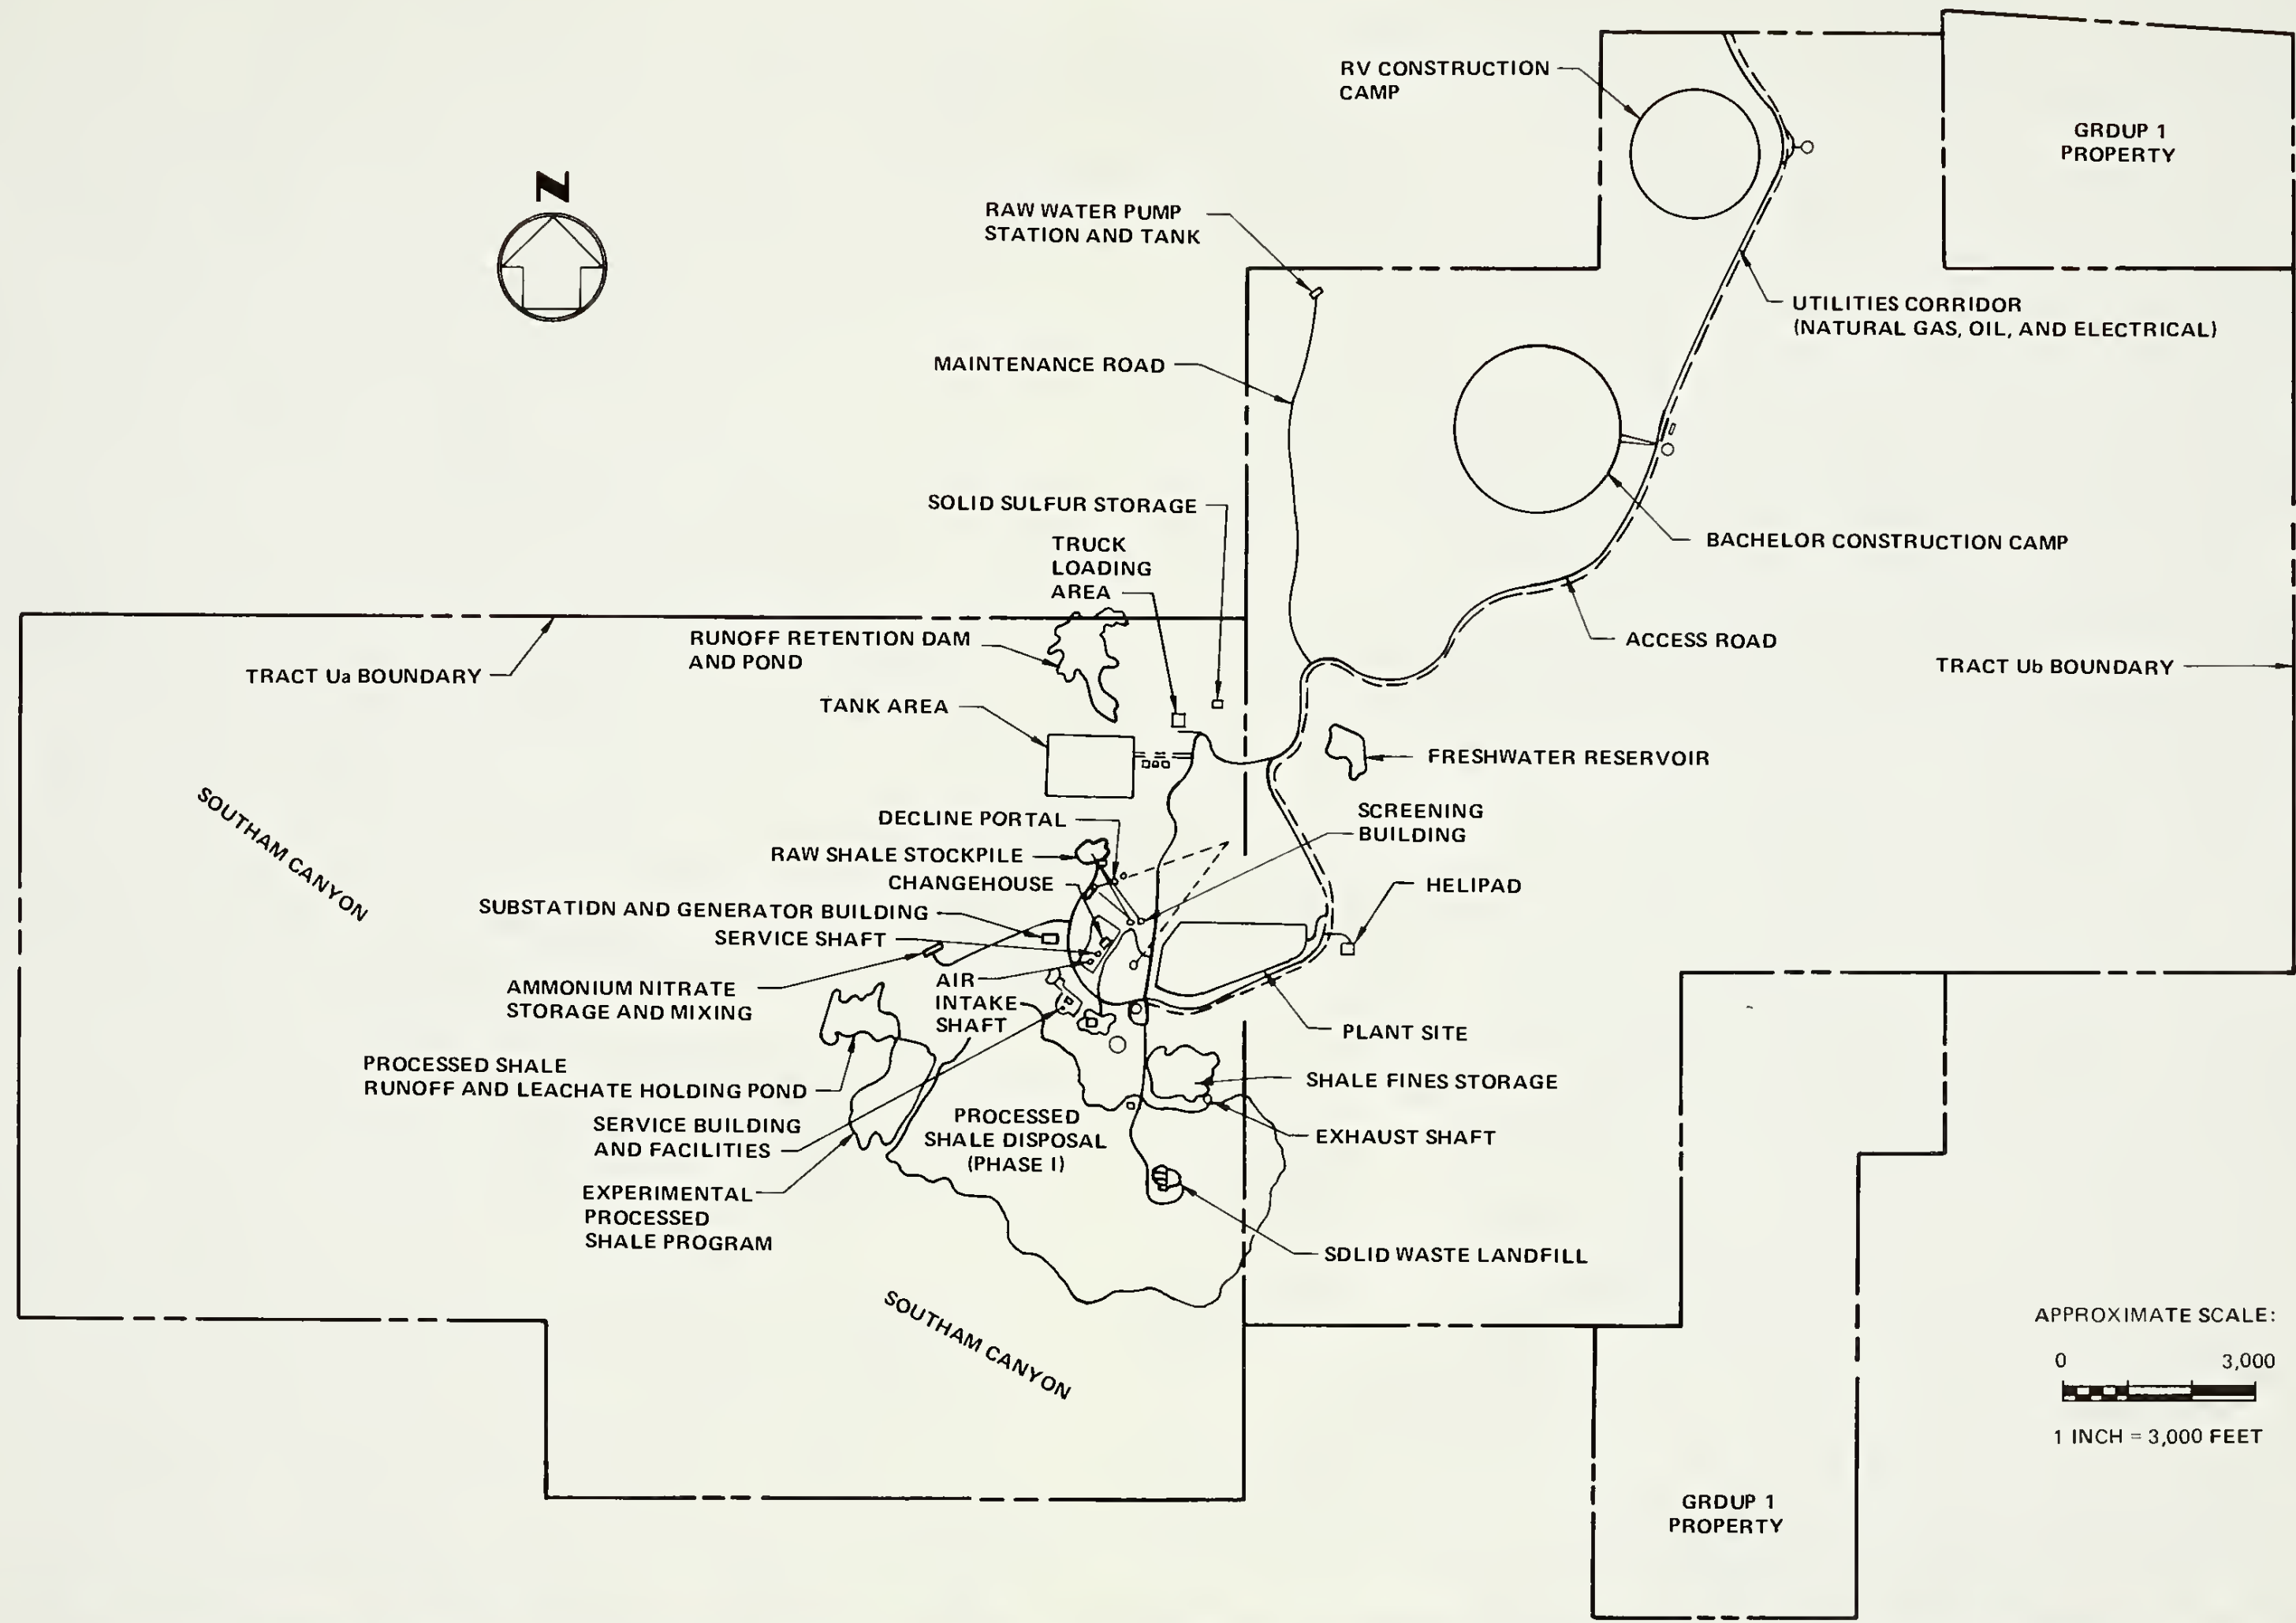 RV CONSTRUCTION
CAMP
GRDUP 1
PROPERTY
N
RAW WATER PUMP
STATION AND TANK
UTILITIES CORRIDOR
(NATURAL GAS, OIL, AND ELECTRICAL)
MAINTENANCE ROAD
SOLID SULFUR STORAGE
TRUCK
LOADING
AREA
BACHELOR CONSTRUCTION CAMP
RUNOFF RETENTION DAM
AND POND
ACCESS ROAD
TRACT Ua BOUNDARY
TRACT Ub BOUNDARY
TANK AREA
FRESHWATER RESERVOIR
SOUTHAM CANYON
DECLINE PORTAL
SCREENING
BUILDING
RAW SHALE STOCKPILE
CHANGEHOUSE
HELIPAD
SUBSTATIDN AND GENERATOR BUILDING
SERVICE SHAFT
AMMONIUM NITRATE
STORAGE AND MIXING
AIR
INTAKE
SHAFT
PLANT SITE
PROCESSED SHALE
RUNOFF AND LEACHATE HOLDING POND
SHALE FINES STORAGE
SERVICE BUILDING
AND FACILITIES
PROCESSED
SHALE DISPOSAL
(PHASE I)
EXHAUST SHAFT
EXPERIMENTAL
PROCESSED
SHALE PROGRAM
SDLID WASTE LANDFILL
SOUTHAM CANYON
APPROXIMATE SCALE:
0 3,000
1 INCH = 3,000 FEET
GRDUP 1
PROPERTY